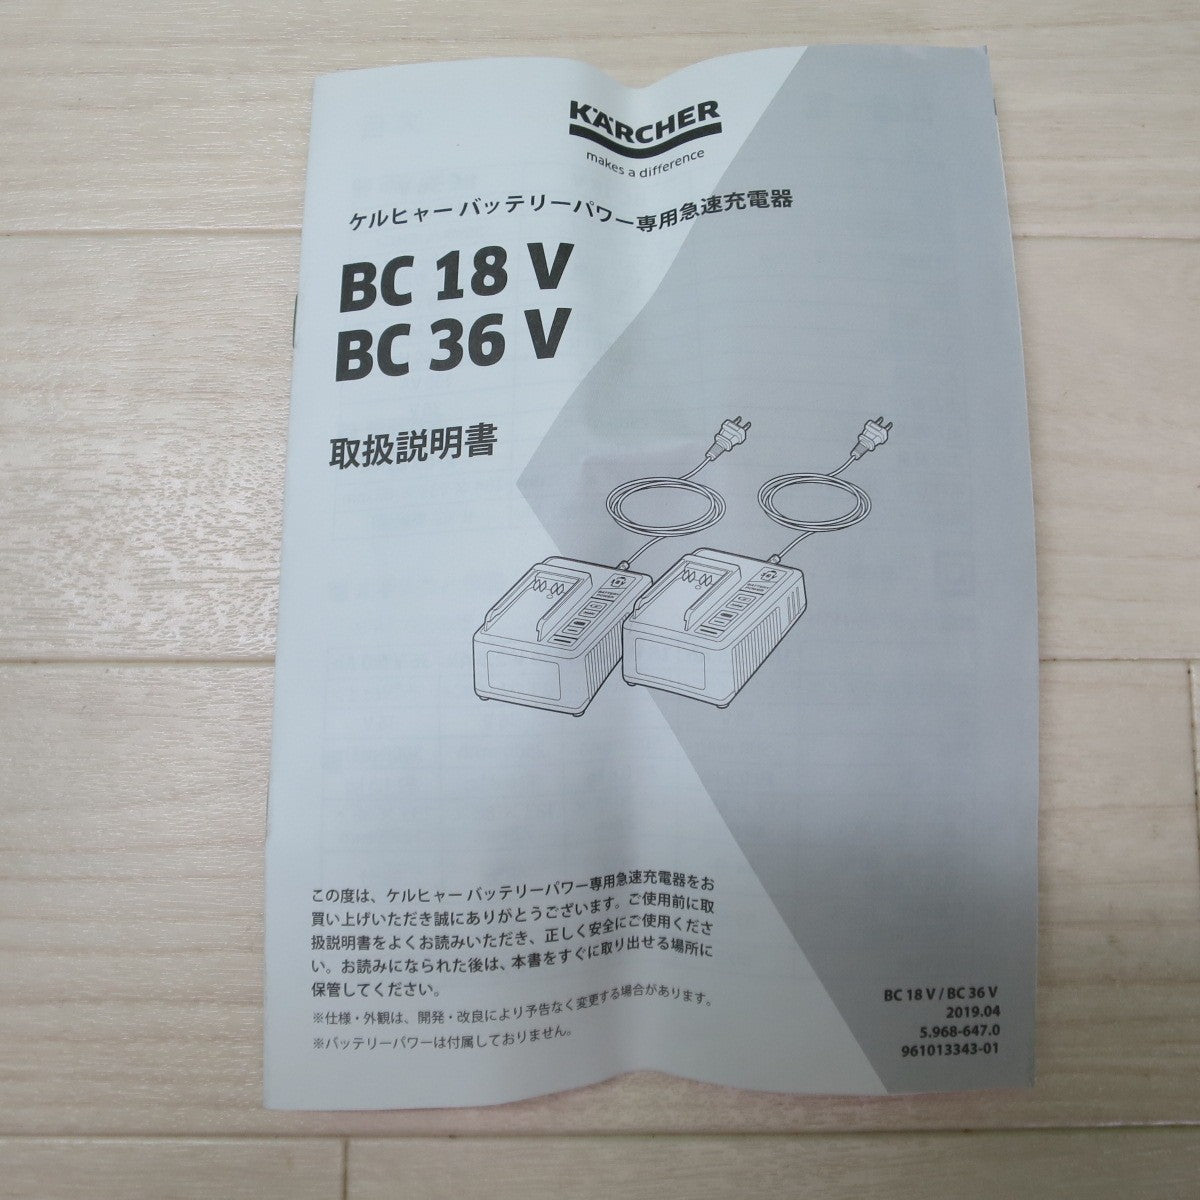 KÄRCHER
makes a difference
ケルヒャー バッテリーパワー専用急速充電器
BC 18 V
BC 36 V
取扱説明書
この度は、ケルヒャー バッテリーパワー専用急速充電器をお
買い上げいただき誠にありがとうございます。ご使用前に取
扱説明書をよくお読みいただき、正しく安全にご使用くださ
い。お読みになられた後は、本書をすぐに取り出せる場所に
保管してください。
※仕様・外観は、開発・改良により予告なく変更する場合があります。
※バッテリーパワーは付属しておりません。
BC 18 V / BC 36 V
2019.04
5.968-647.0
961013343-01